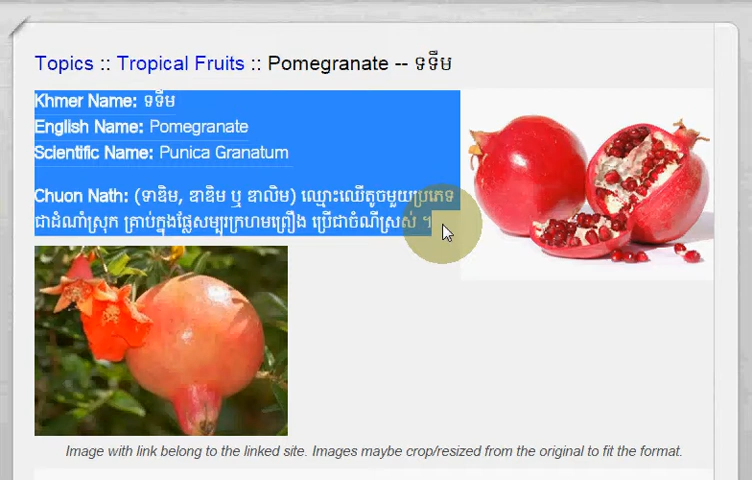 Topics :: Tropical Fruits :: Pomegranate -- ទទឹម
Khmer Name: ទទឹម
English Name: Pomegranate
Scientific Name: Punica Granatum
Chuon Nath: (ទាឌិម, ឌាឌិម ឬ ឌាលិម) ឈ្មោះឈើតូចមួយប្រភេទ
ជាដំណាំស្រុក គ្រាប់ក្នុងផ្លែសម្បុរក្រហមគ្រឿង ប្រើជាចំណីស្រស់ ។
Image with link belong to the linked site. Images maybe crop/resized from the original to fit the format.